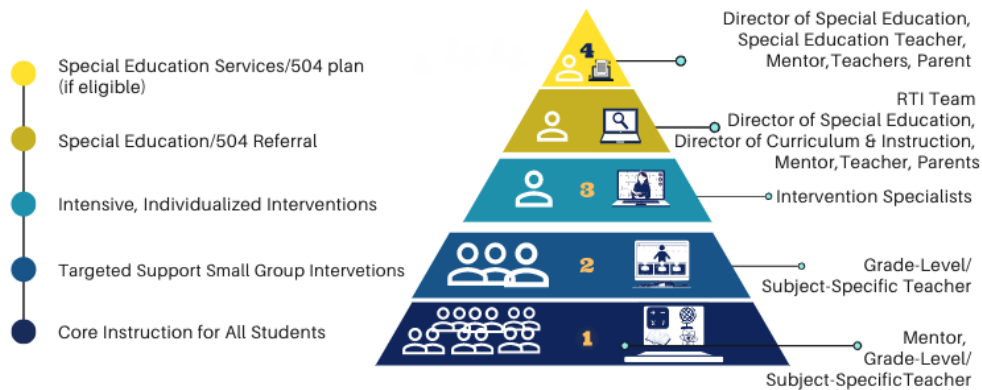 Special Education Services/504 plan
(if eligible)
Special Education/504 Referral
Intensive, Individualized Interventions
Targeted Support Small Group Intervetions
Core Instruction for All Students
4
3
2
1
Director of Special Education,
Special Education Teacher,
Mentor,Teachers, Parent
RTI Team
Director of Special Education,
Director of Curriculum & Instruction,
Mentor,Teacher, Parents
Intervention Specialists
Grade-Level/
Subject-Specific Teacher
Mentor,
Grade-Level/
Subject-SpecificTeacher